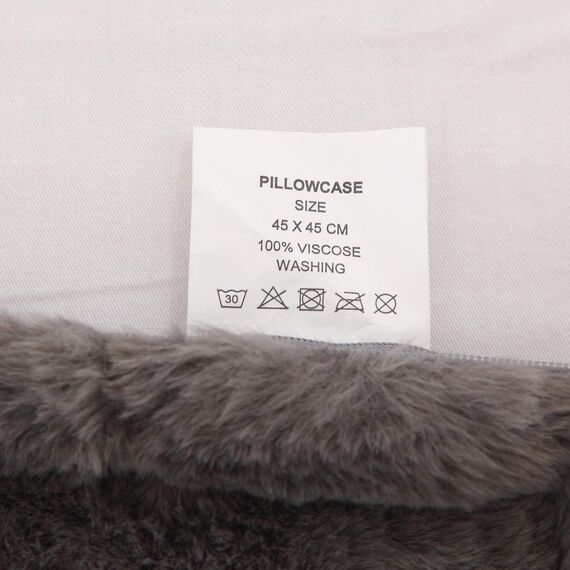 PILLOWCASE
SIZE
45 X 45 CM
100% VISCOSE
WASHING
30